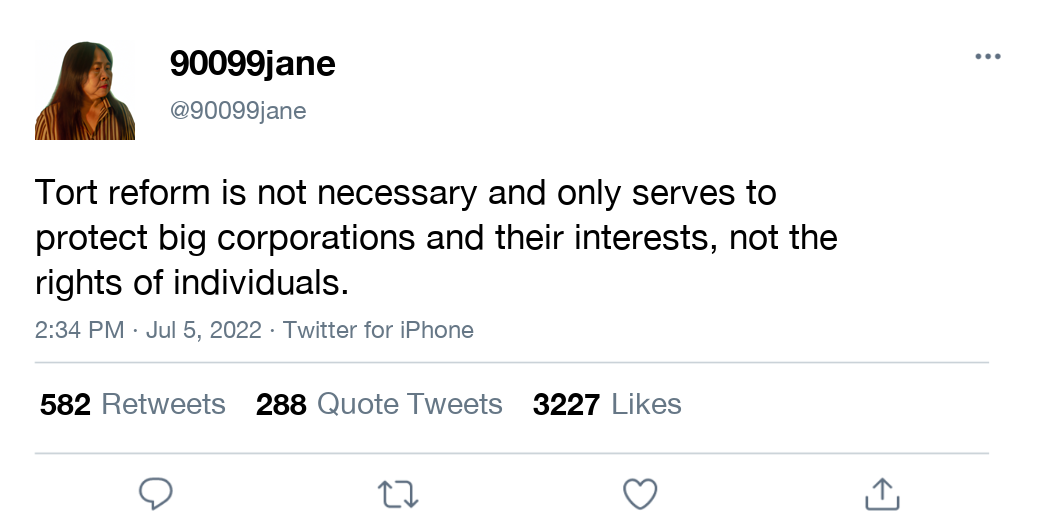 90099jane
@90099jane
Tort reform is not necessary and only serves to
protect big corporations and their interests, not the
rights of individuals.
2:34 PM · Jul 5, 2022 · Twitter for iPhone
582 Retweets 288 Quote Tweets 3227 Likes